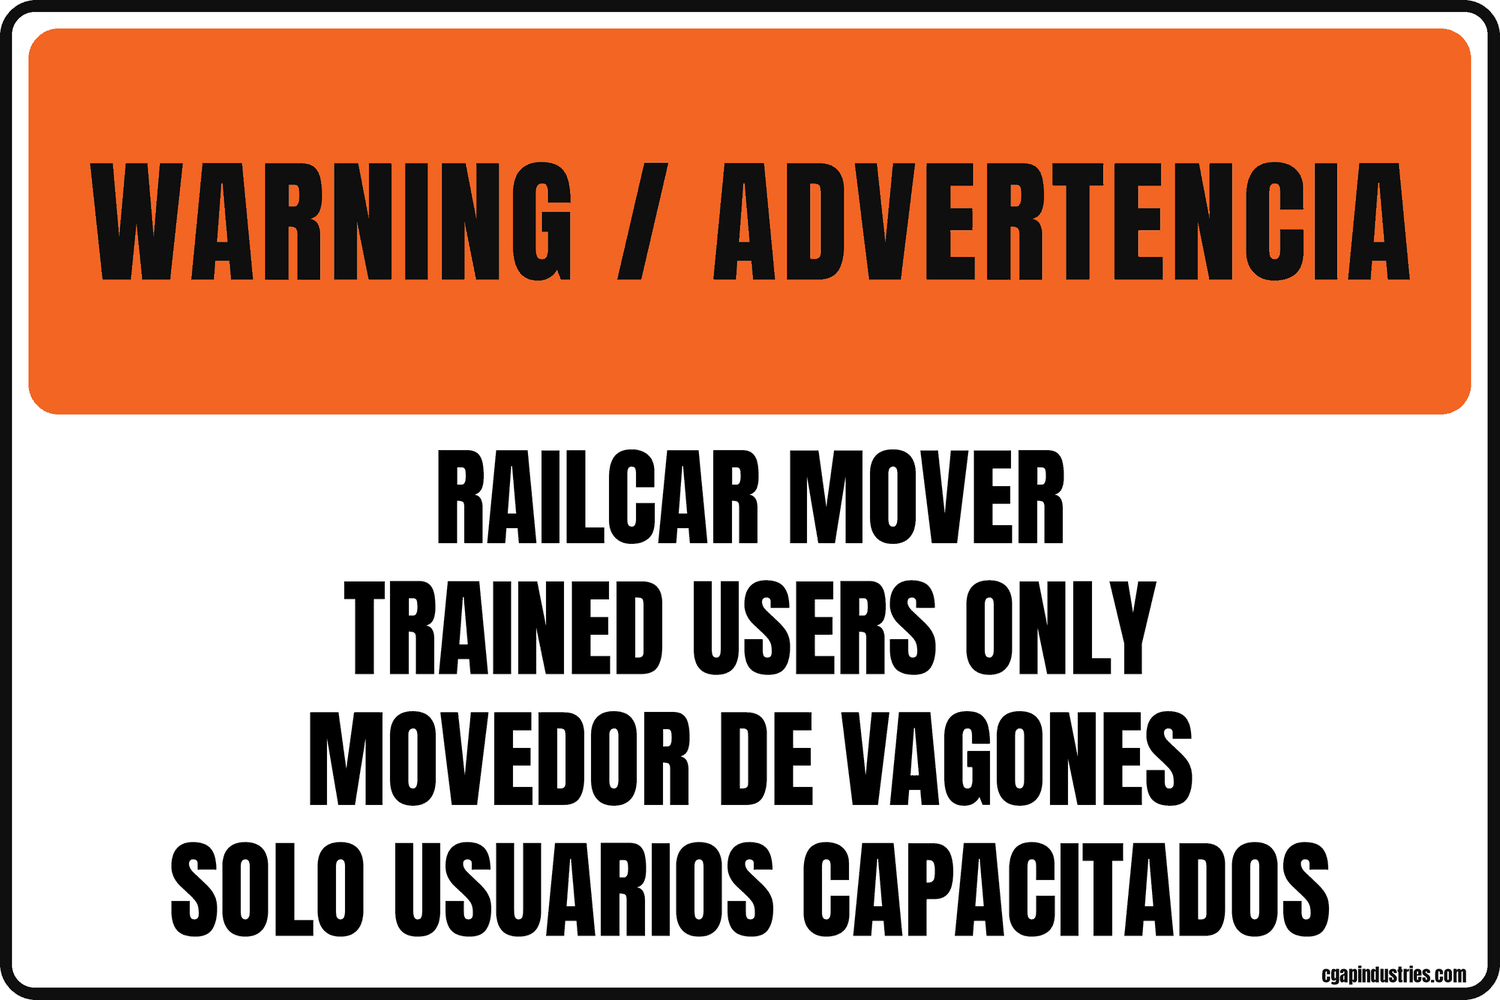 WARNING / ADVERTENCIA
RAILCAR MOVER
TRAINED USERS ONLY
MOVEDOR DE VAGONES
SOLO USUARIOS CAPACITADOS
cgapindustries.com